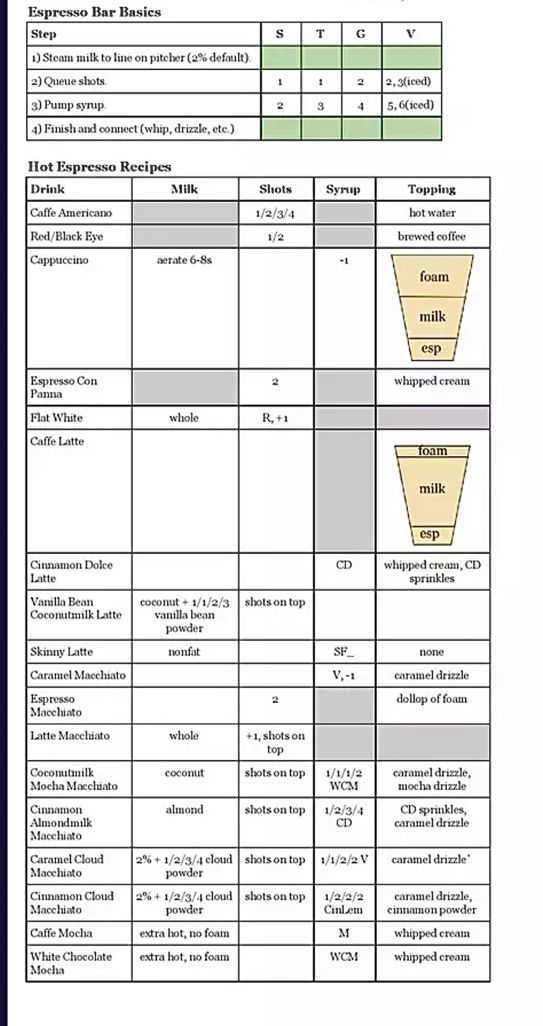 Espresso Bar Basics
Step S T G V
1) Steam milk to line on pitcher (2% default).
2) Queue shots. 1 1 2 2, 3(iced)
3) Pump syrup. 2 3 4 5, 6(iced)
4) Finish and connect (whip, drizzle, etc.)
Hot Espresso Recipes
Drink Milk Shots Syrup Topping
Caffe Americano 1/2/3/4 hot water
Red/Black Eye 1/2 brewed coffee
Cappuccino aerate 6-8s -1
foam
milk
esp
Espresso Con 2 whipped cream
Panna
Flat White whole R, +1
Caffe Latte
foam
milk
esp
Cinnamon Dolce CD whipped cream, CD
Latte sprinkles
Vanilla Bean coconut + 1/1/2/3 shots on top
Coconutmilk Latte vanilla bean
powder
Skinny Latte nonfat SF_ none
Caramel Macchiato V, -1 caramel drizzle
Espresso 2 dollop of foam
Macchiato
Latte Macchiato whole +1, shots on
top
Coconutmilk coconut shots on top 1/1/1/2 caramel drizzle,
Mocha Macchiato WCM mocha drizzle
Cinnamon almond shots on top 1/2/3/4 CD sprinkles,
Almondmilk CD caramel drizzle
Macchiato
Caramel Cloud 2% + 1/2/3/4 cloud shots on top 1/1/2/2 V caramel drizzle*
Macchiato powder
Cinnamon Cloud 2% + 1/2/3/4 cloud shots on top 1/2/2/2 caramel drizzle,
Macchiato powder CinLem cinnamon powder
Caffe Mocha extra hot, no foam M whipped cream
White Chocolate extra hot, no foam WCM whipped cream
Mocha